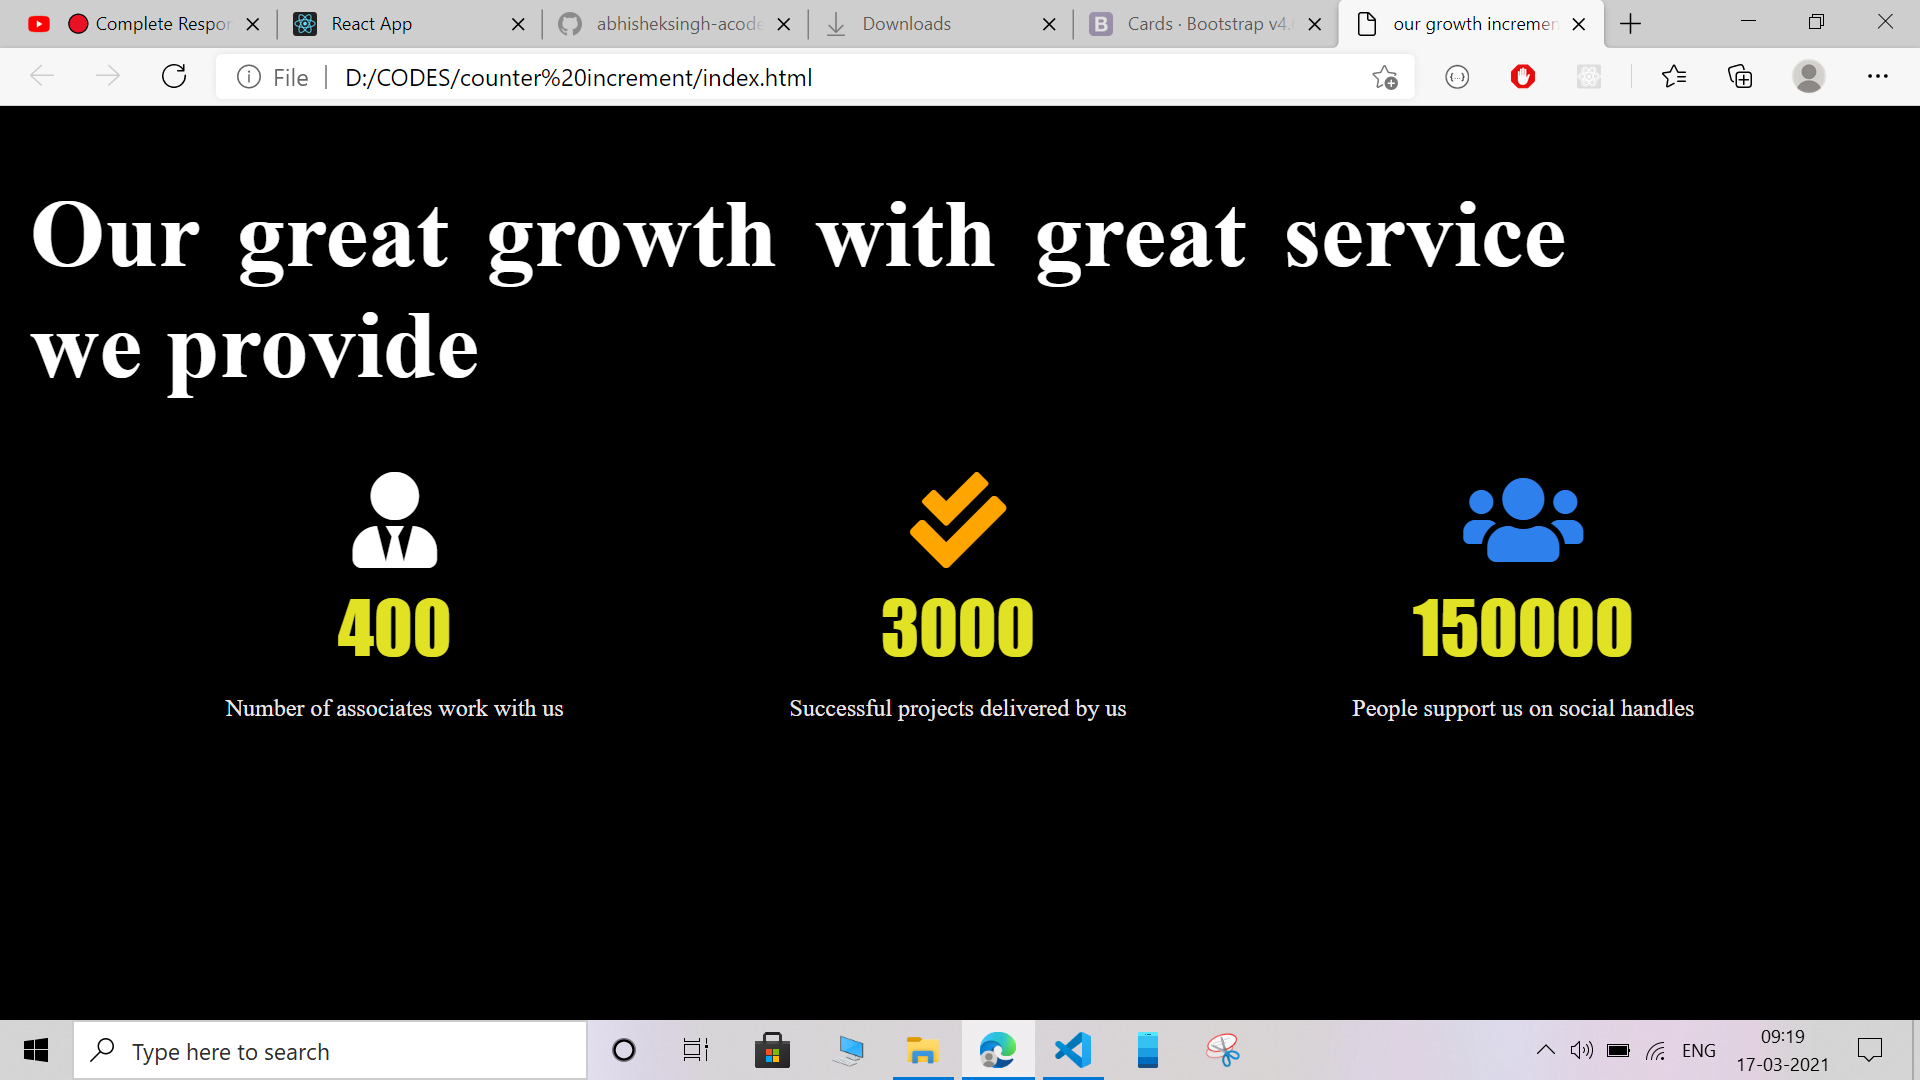 Complete Respor
React App
abhisheksingh-acode
Downloads
Cards · Bootstrap v4.
our growth incremen
File
D:/CODES/counter%20increment/index.html
Our great growth with great service
we provide
400
3000
150000
Number of associates work with us
Successful projects delivered by us
People support us on social handles
Type here to search
ENG
09:19
17-03-2021